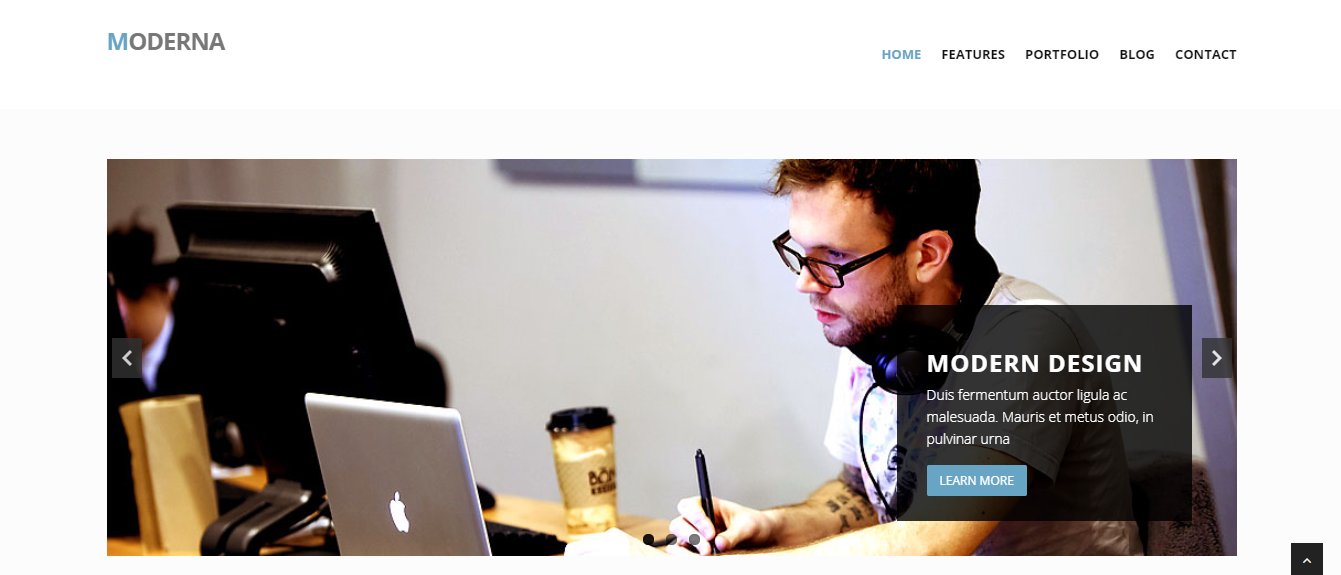 MODERNA
HOME FEATURES PORTFOLIO BLOG CONTACT
MODERN DESIGN
Duis fermentum auctor ligula ac
malesuada. Mauris et metus odio, in
pulvinar urna
LEARN MORE